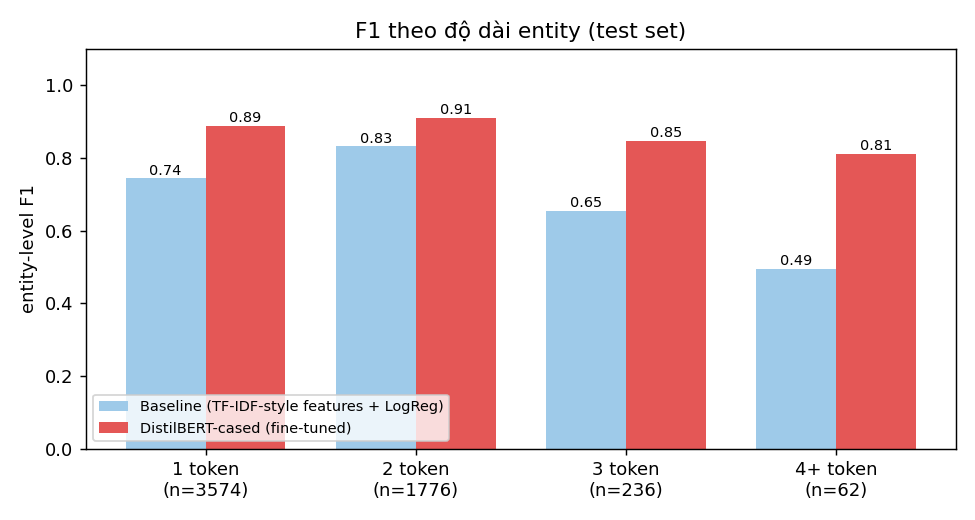 F1 theo độ dài entity (test set)
entity-level F1
1.0
0.8
0.6
0.4
0.2
0.0
0.74
0.89
0.83
0.91
0.65
0.85
0.49
0.81
Baseline (TF-IDF-style features + LogReg)
DistilBERT-cased (fine-tuned)
1 token
(n=3574)
2 token
(n=1776)
3 token
(n=236)
4+ token
(n=62)